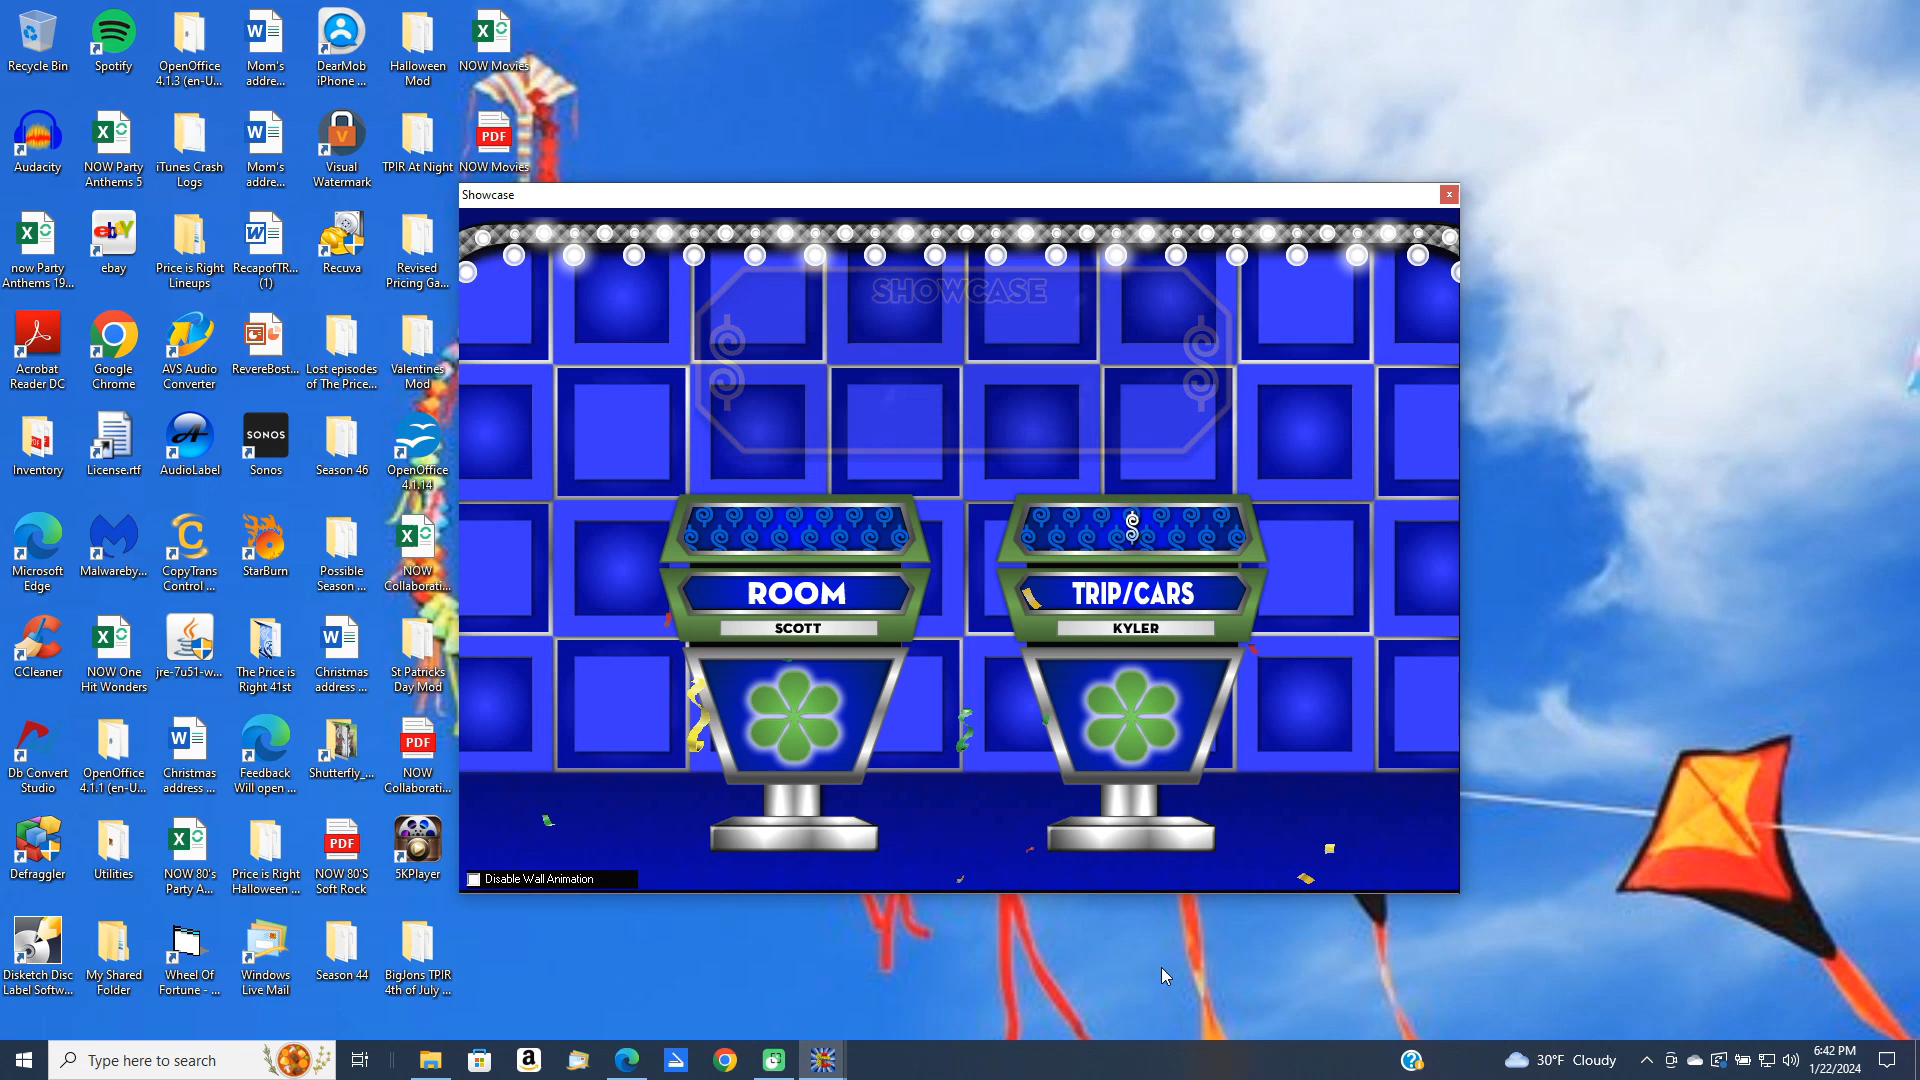 Recycle Bin
Spotify
OpenOffice
4.1.3 (en-U...
Mom's
addre...
DearMob
iPhone ...
Halloween
Mod
NOW Movies
Audacity
NOW Party
Anthems 5
iTunes Crash
Logs
Mom's
addre...
Visual
Watermark
TPIR At Night
PDF
NOW Movies
now Party
Anthems 19...
ebay
ebay
Price is Right
Lineups
RecapofTR...
(1)
Recuva
Revised
Pricing Ga...
Acrobat
Reader DC
Google
Chrome
AVS Audio
Converter
RevereBost...
Lost episodes
of The Price...
Valentines
Mod
Inventory
License.rtf
AudioLabel
SONOS
Sonos
Season 46
OpenOffice
4.1.14
Microsoft
Edge
Malwareby...
CopyTrans
Control ...
StarBurn
Possible
Season ...
NOW
Collaborati...
CCleaner
NOW One
Hit Wonders
jre-7u51-w...
The Price is
Right 41st
Christmas
address ...
St Patricks
Day Mod
Db Convert
Studio
OpenOffice
4.1.1 (en-U...
Christmas
address ...
Feedback
Will open ...
Shutterfly_...
PDF
NOW
Collaborati...
Defraggler
Utilities
NOW 80'S
Party A...
Price is Right
Halloween ...
PDF
NOW 80'S
Soft Rock
5KPlayer
Disketch Disc
Label Softw...
My Shared
Folder
Wheel Of
Fortune - ...
Windows
Live Mail
Season 44
BigJons TPIR
4th of July ...
Showcase
SHOWCASE
ROOM
SCOTT
TRIP/CARS
KYLER
Disable Wall Animation
Type here to search
30°F Cloudy
6:42 PM
1/22/2024